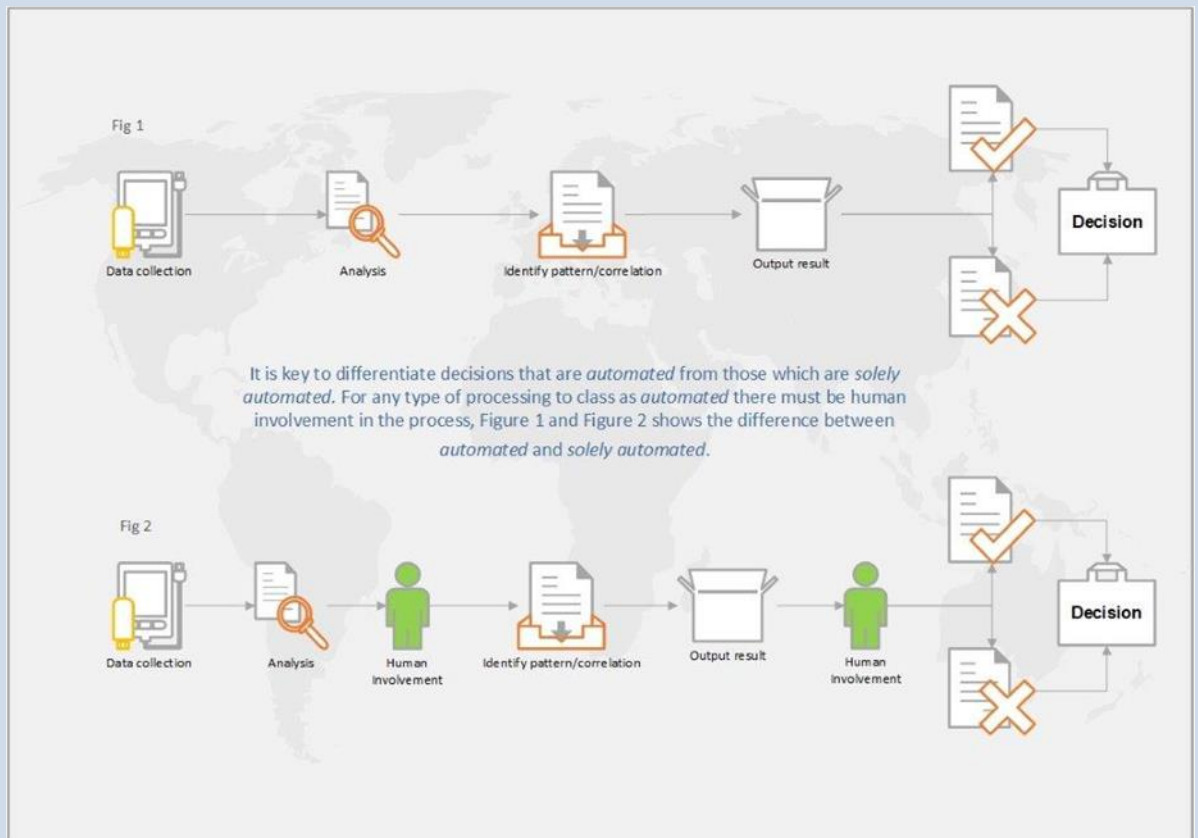 Fig 1
Data collection
Analysis
Identify pattern/correlation
Output result
Decision
It is key to differentiate decisions that are automated from those which are solely
automated. For any type of processing to class as automated there must be human
involvement in the process, Figure 1 and Figure 2 shows the difference between
automated and solely automated.
Fig 2
Data collection
Analysis
Human
Involvement
Identify pattern/correlation
Output result
Human
Involvement
Decision